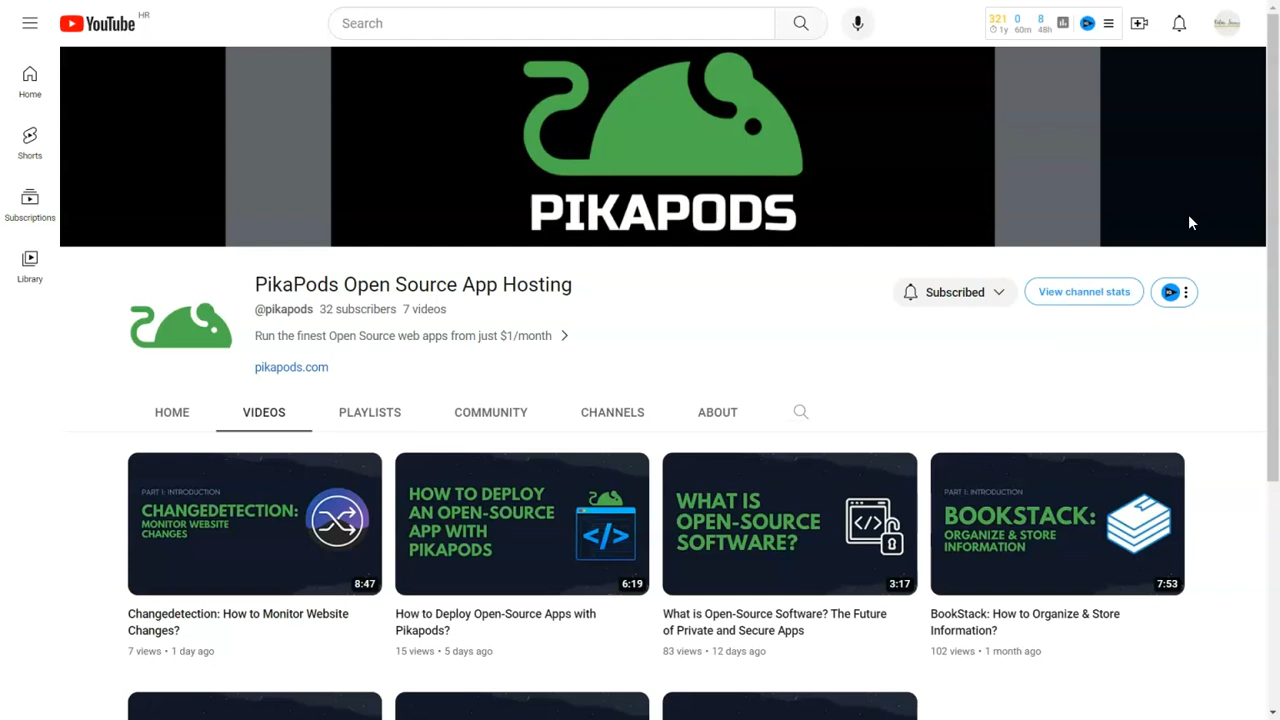 YouTube HR
Search
321 0 8
1y 60m 48h
Home
Shorts
Subscriptions
Library
PIKAPODS
PikaPods Open Source App Hosting
@pikapods 32 subscribers 7 videos
Run the finest Open Source web apps from just $1/month
pikapods.com
Subscribed
View channel stats
HOME VIDEOS PLAYLISTS COMMUNITY CHANNELS ABOUT
PART 1: INTRODUCTION
CHANGEDETECTION:
MONITOR WEBSITE
CHANGES
8:47
HOW TO DEPLOY
AN OPEN-SOURCE
APP WITH
PIKAPODS
</>
6:19
WHAT IS
OPEN-SOURCE
SOFTWARE?
</>
3:17
PART 1: INTRODUCTION
BOOKSTACK:
ORGANIZE & STORE
INFORMATION
7:53
Changedetection: How to Monitor Website
Changes?
7 views • 1 day ago
How to Deploy Open-Source Apps with
Pikapods?
15 views • 5 days ago
What is Open-Source Software? The Future
of Private and Secure Apps
83 views • 12 days ago
BookStack: How to Organize & Store
Information?
102 views • 1 month ago